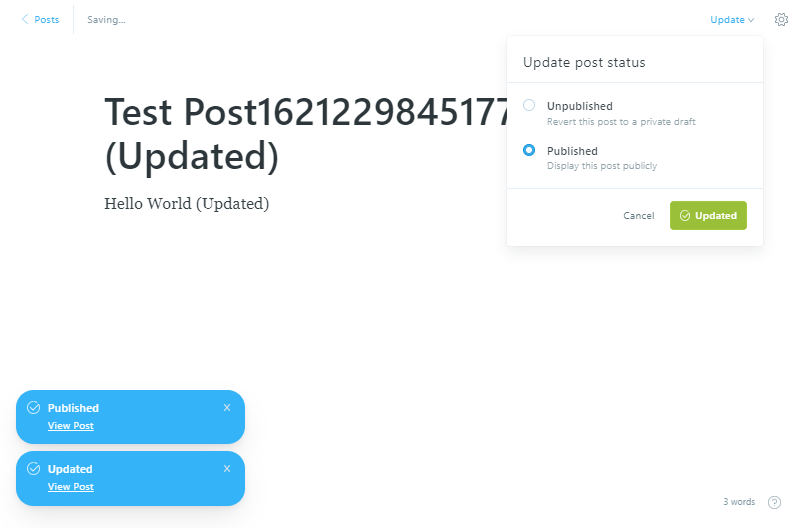 Posts
Saving...
Update
Update post status
Test Post1621229845177
(Updated)
Unpublished
Revert this post to a private draft
Published
Display this post publicly
Hello World (Updated)
Cancel
Updated
Published
View Post
Updated
View Post
3 words
?